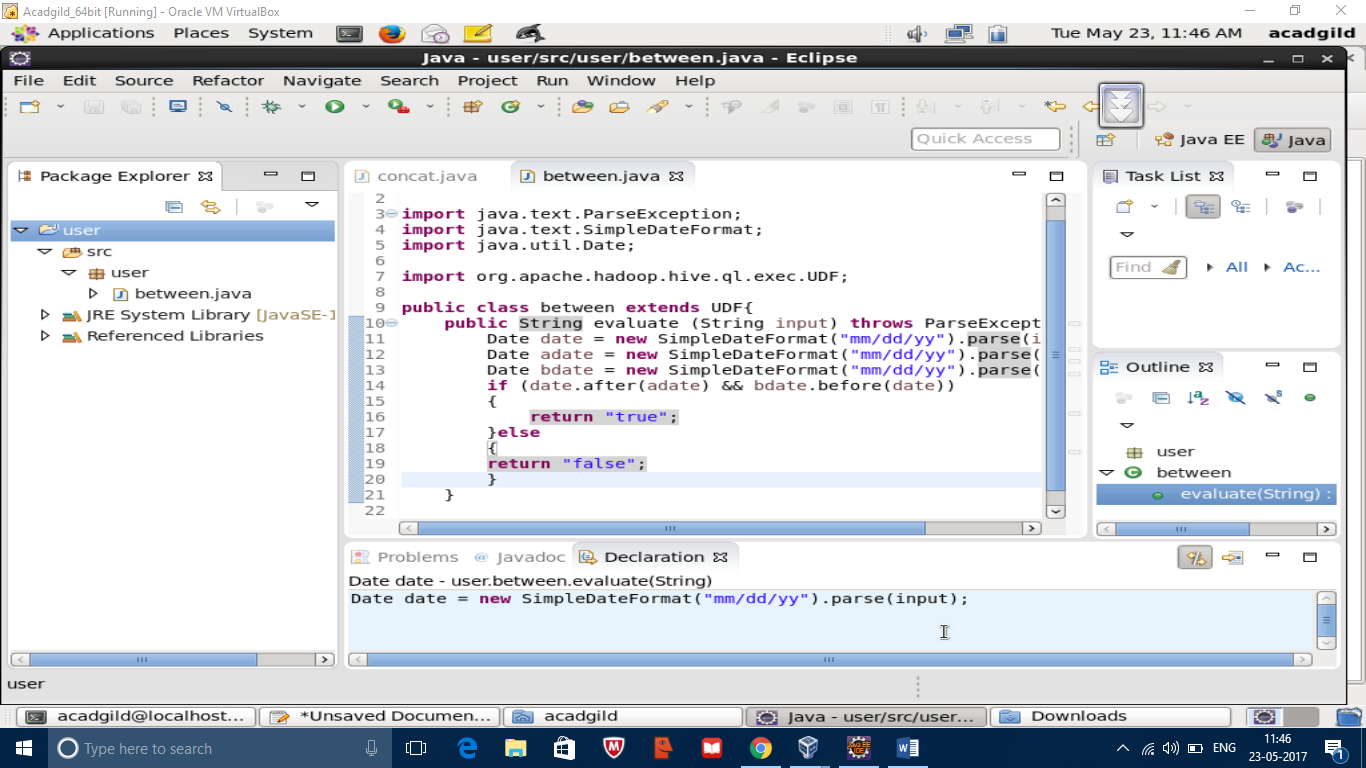 Acadgild_64bit [Running] - Oracle VM VirtualBox
Applications Places System Tue May 23, 11:46 AM acadgild
Java - user/src/user/between.java - Eclipse
File Edit Source Refactor Navigate Search Project Run Window Help
Quick Access Java EE Java
Package Explorer
user
src
user
between.java
JRE System Library [JavaSE-1
Referenced Libraries
concat.java between.java
2
3 import java.text.ParseException;
4 import java.text.SimpleDateFormat;
5 import java.util.Date;
6
7 import org.apache.hadoop.hive.ql.exec.UDF;
8
9 public class between extends UDF{
10 public String evaluate (String input) throws ParseExcept
11 Date date = new SimpleDateFormat("mm/dd/yy").parse(i
12 Date adate = new SimpleDateFormat("mm/dd/yy").parse(
13 Date bdate = new SimpleDateFormat("mm/dd/yy").parse(
14 if (date.after(adate) && bdate.before(date))
15 {
16 return "true";
17 }else
18 {
19 return "false";
20 }
21 }
22
Task List
Find All Ac...
Outline
user
between
evaluate(String) :
Problems @ Javadoc Declaration
Date date - user.between.evaluate(String)
Date date = new SimpleDateFormat("mm/dd/yy").parse(input);
user
acadgild@localhost... *Unsaved Documen... acadgild Java - user/src/user... Downloads
Type here to search ENG 11:46
23-05-2017 1